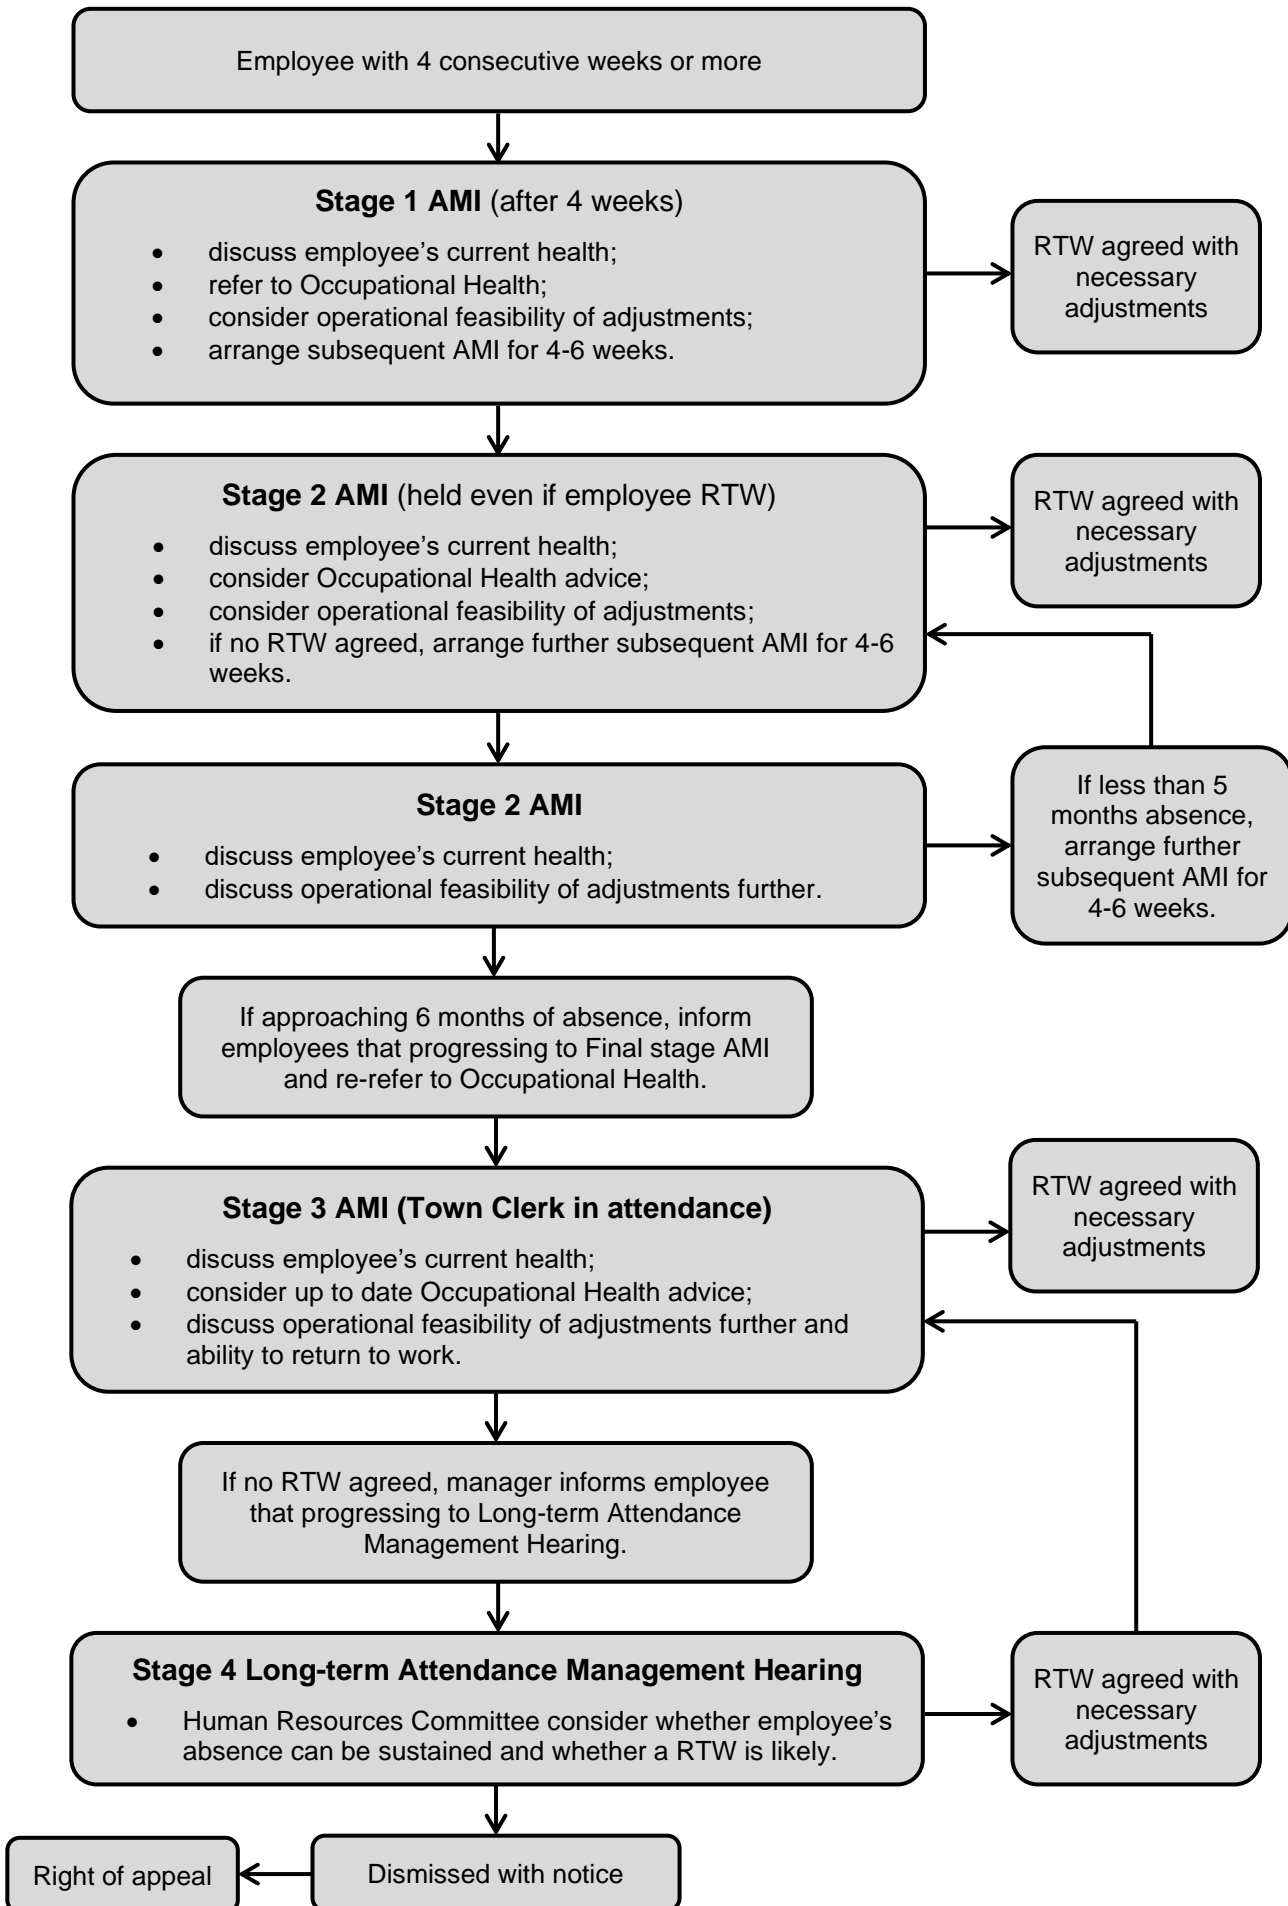 Employee with 4 consecutive weeks or more
Stage 1 AMI (after 4 weeks)
• discuss employee’s current health;
• refer to Occupational Health;
• consider operational feasibility of adjustments;
• arrange subsequent AMI for 4-6 weeks.
RTW agreed with
necessary
adjustments
Stage 2 AMI (held even if employee RTW)
• discuss employee’s current health;
• consider Occupational Health advice;
• consider operational feasibility of adjustments;
• if no RTW agreed, arrange further subsequent AMI for 4-6
weeks.
RTW agreed with
necessary
adjustments
Stage 2 AMI
• discuss employee’s current health;
• discuss operational feasibility of adjustments further.
If less than 5
months absence,
arrange further
subsequent AMI for
4-6 weeks.
If approaching 6 months of absence, inform
employees that progressing to Final stage AMI
and re-refer to Occupational Health.
Stage 3 AMI (Town Clerk in attendance)
• discuss employee’s current health;
• consider up to date Occupational Health advice;
• discuss operational feasibility of adjustments further and
ability to return to work.
RTW agreed with
necessary
adjustments
If no RTW agreed, manager informs employee
that progressing to Long-term Attendance
Management Hearing.
Stage 4 Long-term Attendance Management Hearing
• Human Resources Committee consider whether employee’s
absence can be sustained and whether a RTW is likely.
RTW agreed with
necessary
adjustments
Right of appeal
Dismissed with notice